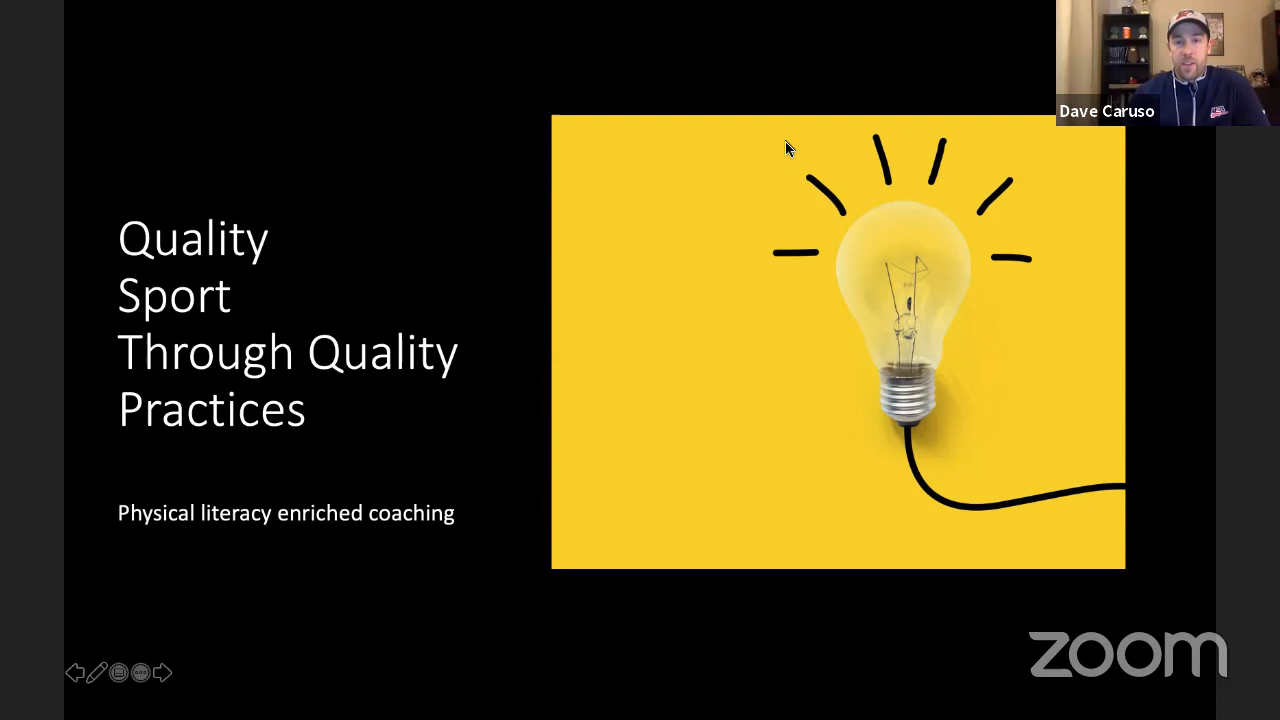 Dave Caruso
Quality
Sport
Through Quality
Practices
Physical literacy enriched coaching
zoom